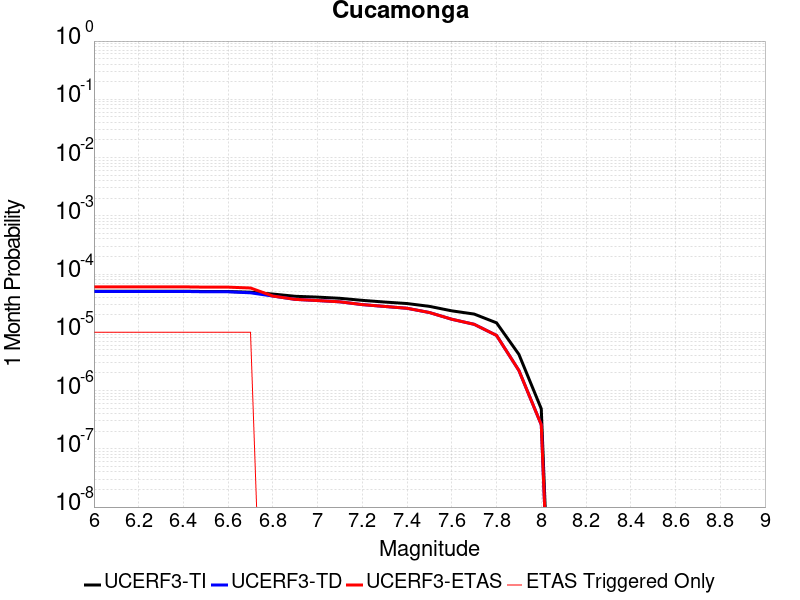 Cucamonga
10 0
10 -1
10 -2
10 -3
10 -4
10 -5
10 -6
10 -7
10 -8
1 Month Probability
6 6.2 6.4 6.6 6.8 7 7.2 7.4 7.6 7.8 8 8.2 8.4 8.6 8.8 9
Magnitude
UCERF3-TI UCERF3-TD UCERF3-ETAS ETAS Triggered Only